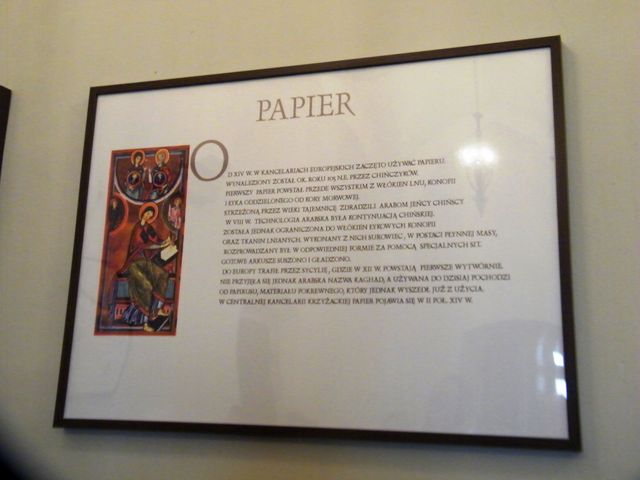 PAPIER
OD XIV W. W KANCELARIACH EUROPEJSKICH ZACZĘTO UŻYWAĆ PAPIERU.
WYNALEZIONY ZOSTAŁ OK. ROKU 105 N.E. PRZEZ CHIŃCZYKÓW.
PIERWSZY PAPIER POWSTAŁ PRZEDE WSZYSTKIM Z WŁÓKIEN LNU, KONOPII
I ŁYKA ODDZIELONEGO OD KORY MORWOWEJ.
STRZEŻONĄ PRZEZ WIEKI TAJEMNICĘ ZDRADZILI ARABOM JEŃCY CHIŃSCY
W VIII W. TECHNOLOGIA ARABSKA BYŁA KONTYNUACJĄ CHIŃSKIEJ.
ZOSTAŁA JEDNAK OGRANICZONA DO WŁÓKIEN ŁYKOWYCH KONOPII
ORAZ TKANIN LNIANYCH. WYKONANY Z NICH SUROWIEC, W POSTACI PŁYNNEJ MASY,
ROZPROWADZANY BYŁ W ODPOWIEDNIEJ FORMIE ZA POMOCĄ SPECJALNYCH SIT.
GOTOWE ARKUSZE SUSZONO I GŁADZONO.
DO EUROPY TRAFIŁ PRZEZ SYCYLIĘ, GDZIE W XII W. POWSTAJĄ PIERWSZE WYTWÓRNIE.
NIE PRZYJĘŁA SIĘ JEDNAK ARABSKA NAZWA KAGHAD, A UŻYWANA DO DZISIAJ POCHODZI
OD PAPIRUSU, MATERIAŁU POKREWNEGO, KTÓRY JEDNAK WYSZEDŁ JUŻ Z UŻYCIA.
W CENTRALNEJ KANCELARII KRZYŻACKIEJ PAPIER POJAWIA SIĘ W II POŁ. XIV W.